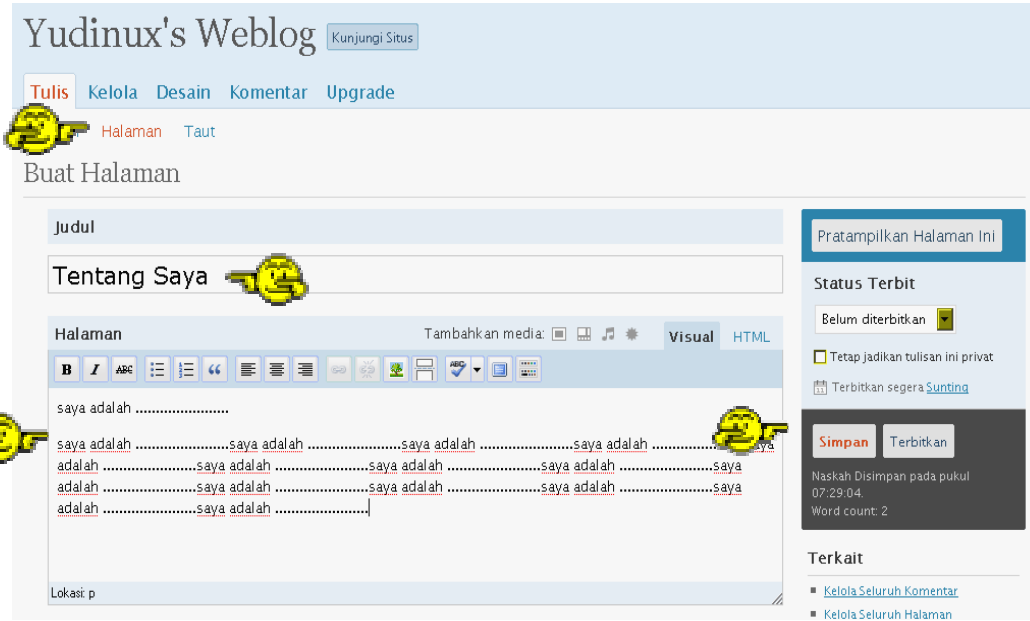 Yudinux's Weblog Kunjungi Situs
Tulis Kelola Desain Komentar Upgrade
Halaman Taut
Buat Halaman
Judul
Tentang Saya
Halaman Tambahkan media: Visual HTML
B I ABC ABC
saya adalah ......................
saya adalah ......................saya adalah ......................saya adalah ......................saya adalah ......................saya
adalah ......................saya adalah ......................saya adalah ......................saya adalah ......................saya
adalah ......................saya adalah ......................saya adalah ......................saya adalah ......................saya
adalah ......................saya adalah ......................
Lokasi: p
Pratampilkan Halaman Ini
Status Terbit
Belum diterbitkan
Tetap jadikan tulisan ini privat
Terbitkan segera Sunting
Simpan Terbitkan
Naskah Disimpan pada pukul
07:29:04.
Word count: 2
Terkait
Kelola Seluruh Komentar
Kelola Seluruh Halaman